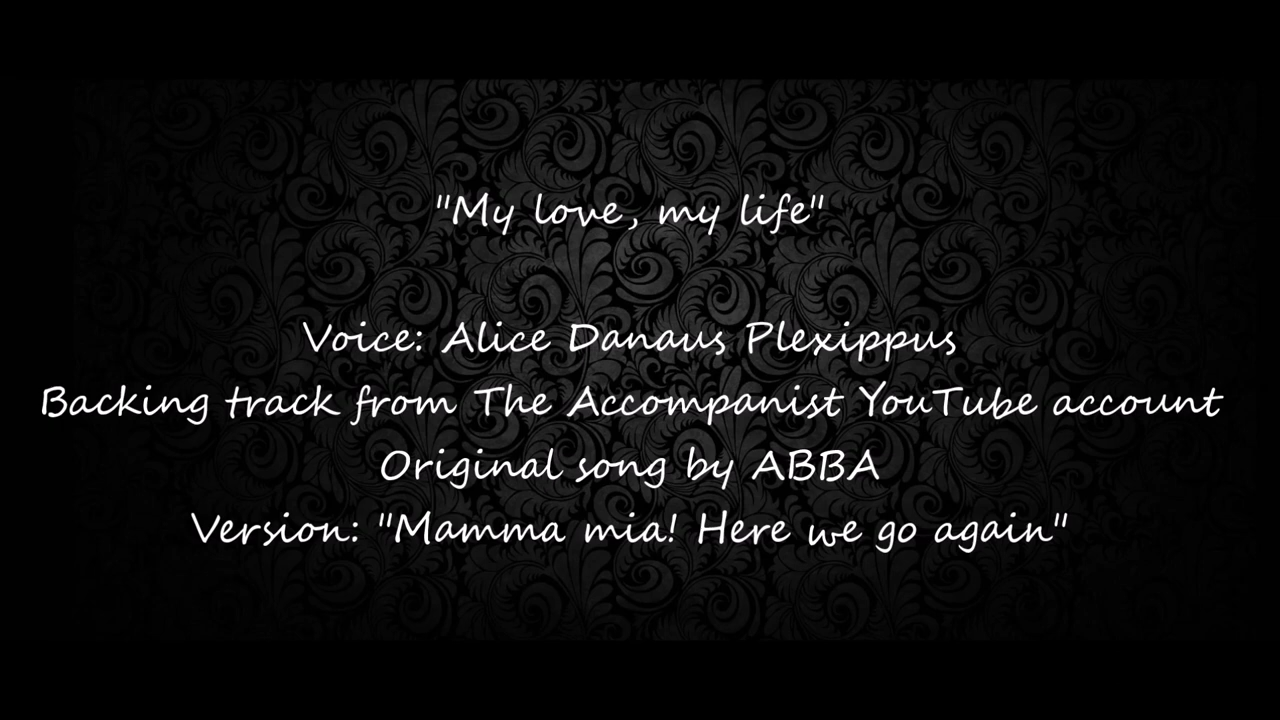 "My love, my life"
Voice: Alice Danaus Plexippus
Backing track from The Accompanist YouTube account
Original song by ABBA
Version: "Mamma mia! Here we go again"